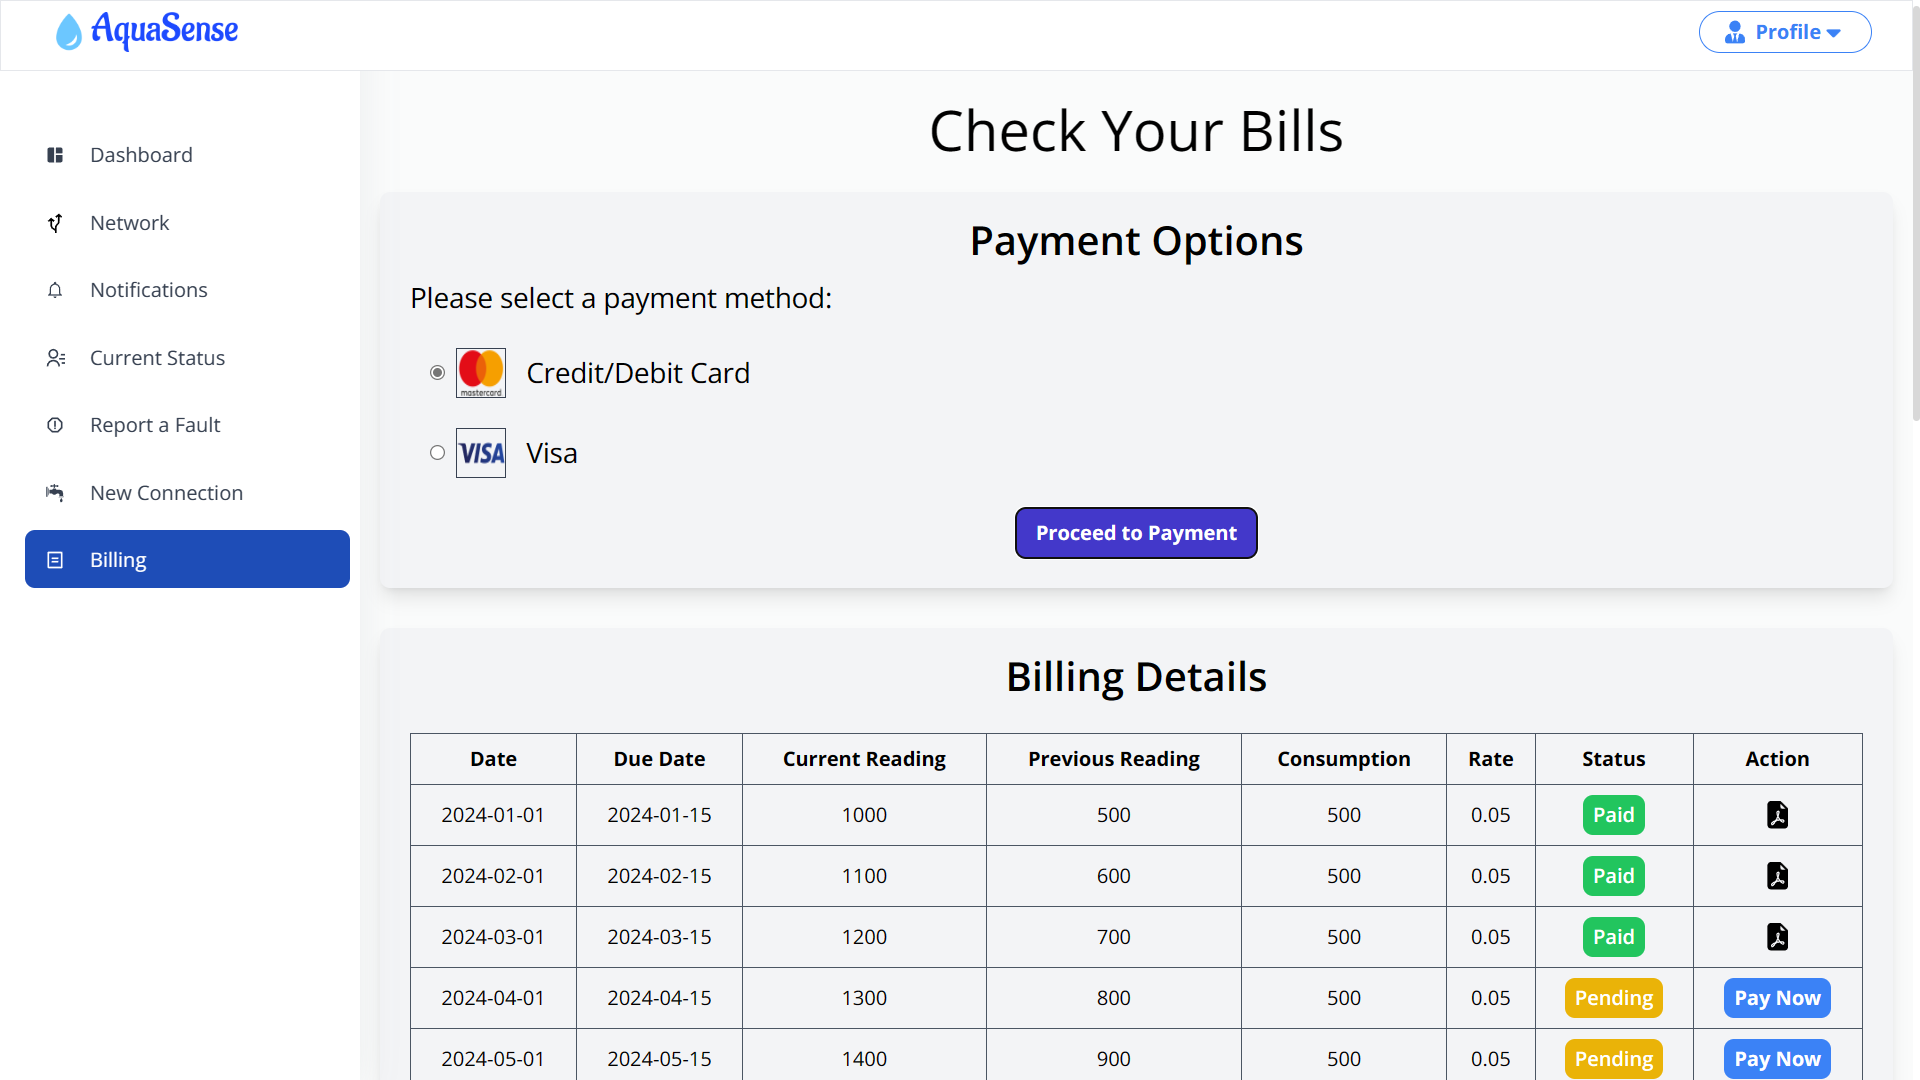 AquaSense
Profile
Dashboard
Network
Notifications
Current Status
Report a Fault
New Connection
Billing
Check Your Bills
Payment Options
Please select a payment method:
mastercard Credit/Debit Card
VISA Visa
Proceed to Payment
Billing Details
Date Due Date Current Reading Previous Reading Consumption Rate Status Action
2024-01-01 2024-01-15 1000 500 500 0.05 Paid
2024-02-01 2024-02-15 1100 600 500 0.05 Paid
2024-03-01 2024-03-15 1200 700 500 0.05 Paid
2024-04-01 2024-04-15 1300 800 500 0.05 Pending Pay Now
2024-05-01 2024-05-15 1400 900 500 0.05 Pending Pay Now